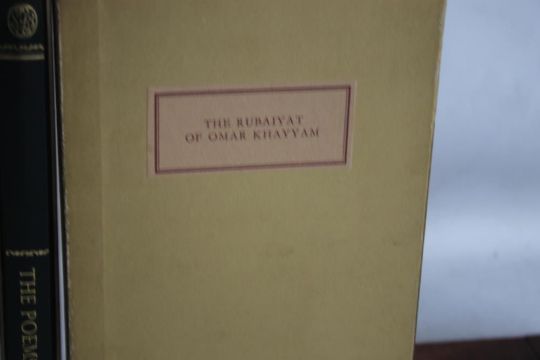 THE RUBAIYAT
OF OMAR KHAYYAM
THE POEMS